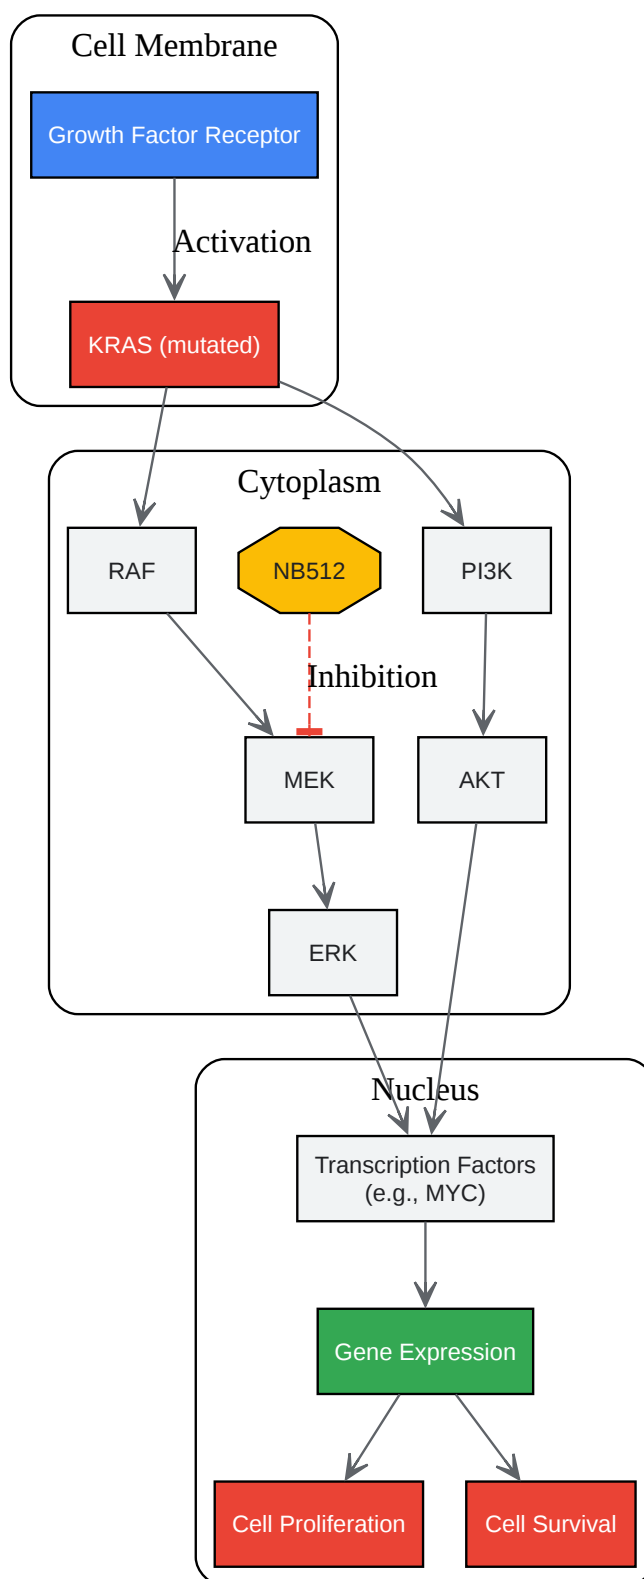 Cell Membrane
Growth Factor Receptor
Activation
KRAS (mutated)
Cytoplasm
RAF
NB512
PI3K
Inhibition
MEK
AKT
ERK
Nucleus
Transcription Factors
(e.g., MYC)
Gene Expression
Cell Proliferation
Cell Survival